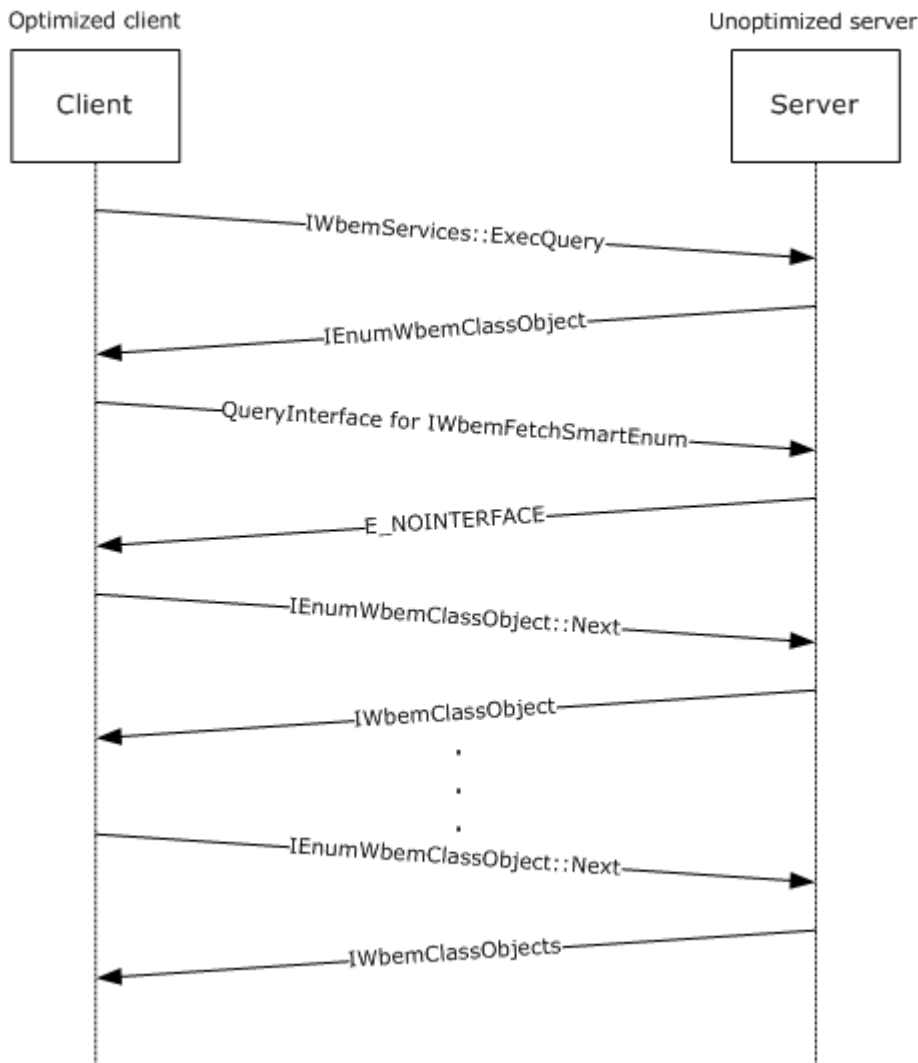 Optimized client
Unoptimized server
Client
Server
IWbemServices::ExecQuery
IEnumWbemClassObject
QueryInterface for IWbemFetchSmartEnum
E_NOINTERFACE
IEnumWbemClassObject::Next
IWbemClassObject
.
.
.
IEnumWbemClassObject::Next
IWbemClassObjects